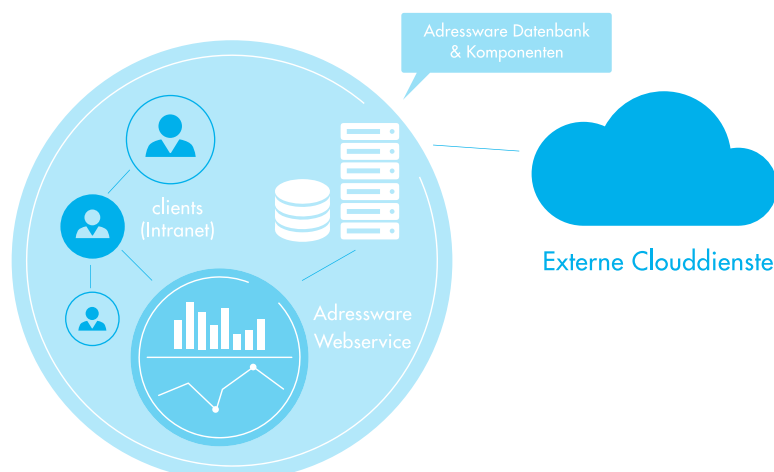 Adressware Datenbank
& Komponenten
clients
(Intranet)
Externe Clouddienste
Adressware
Webservice